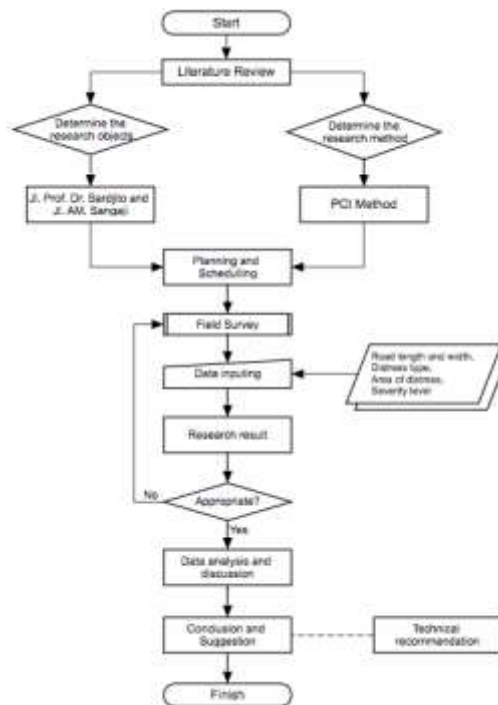 Start
Literature Review
Determine the
research objects
Determine the
research method
Jl. Prof. Dr. Sardjito and
Jl. AM. Sangaji
PCI Method
Planning and
Schedulling
Field Survey
Data inputing
Road length and width,
Distress type,
Area of distress,
Severity level
Research result
No
Appropriate?
Yes
Data analysis and
discussion
Conclusion and
Suggestion
Technical
recommendation
Finish